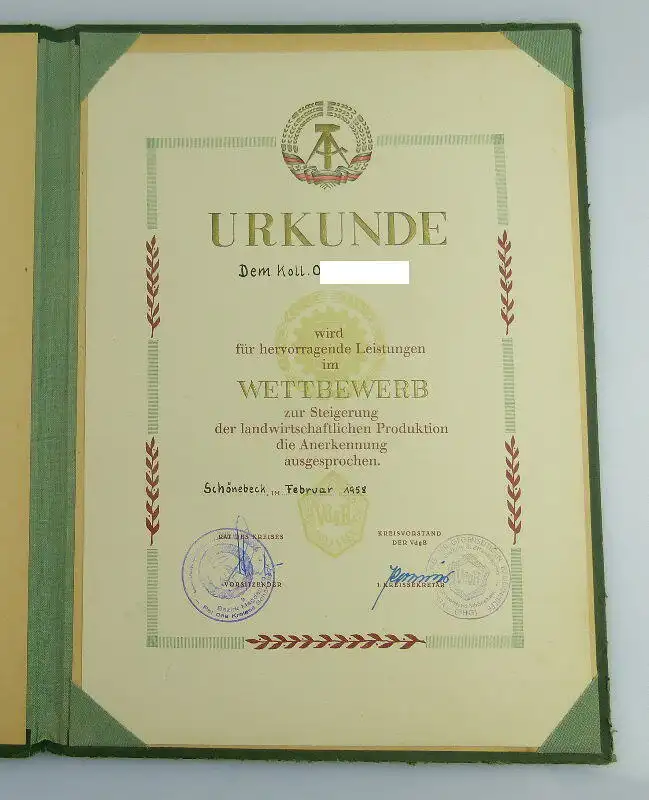 URKUNDE
Dem Koll. O
wird
für hervorragende Leistungen
im
WETTBEWERB
zur Steigerung
der landwirtschaftlichen Produktion
die Anerkennung
ausgesprochen.
Schönebeck, IM Februar 1958
RAT DES KREISES
VORSITZENDER
KREISVORSTAND
DER VdgB
1. KREISSEKRETÄR
VdgB